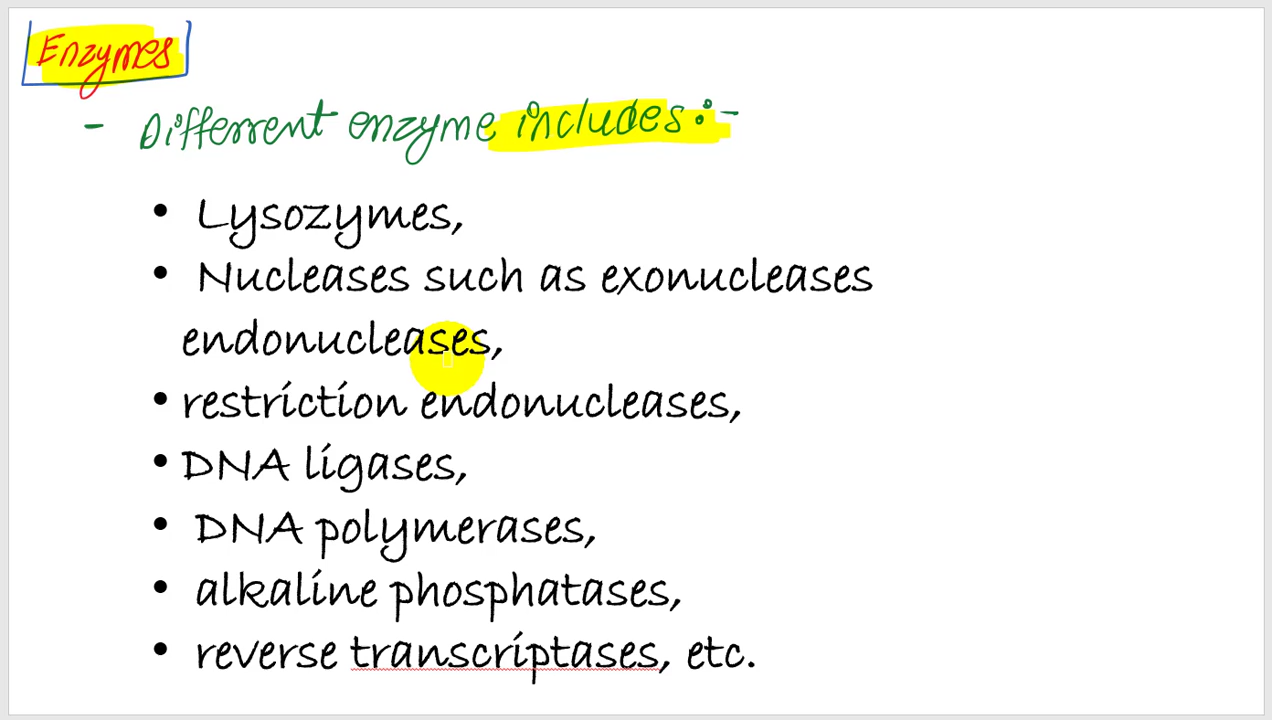 Enzymes
- Different enzyme includes:-
• Lysozymes,
• Nucleases such as exonucleases
endonucleases,
• restriction endonucleases,
• DNA ligases,
• DNA polymerases,
• alkaline phosphatases,
• reverse transcriptases, etc.